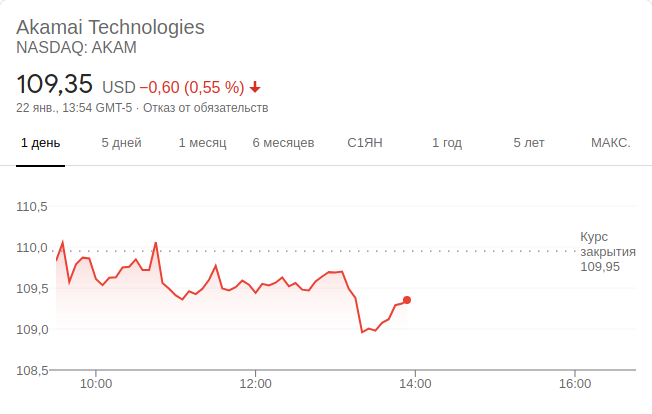 Akamai Technologies
NASDAQ: AKAM
109,35 USD −0,60 (0,55 %)
22 янв., 13:54 GMT-5 · Отказ от обязательств
1 день 5 дней 1 месяц 6 месяцев С1ЯН 1 год 5 лет МАКС.
110,5
110,0
109,5
109,0
108,5
Курс
закрытия
109,95
10:00 12:00 14:00 16:00